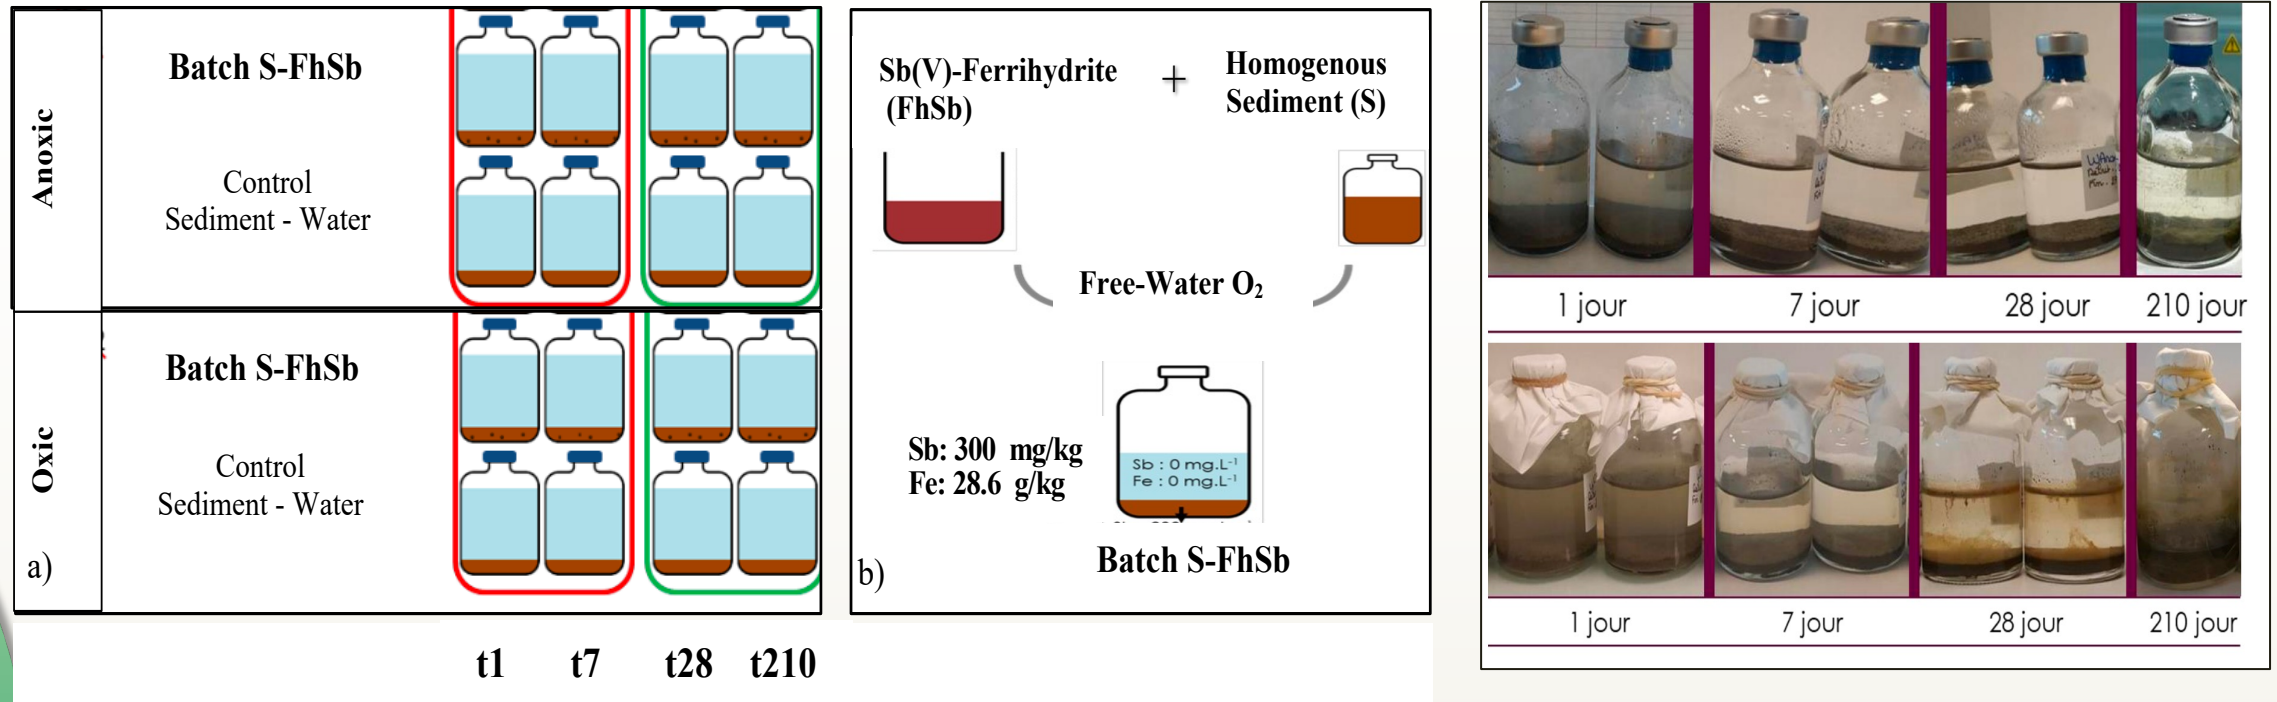 Anoxic
Batch S-FhSb
Control
Sediment - Water
Oxic
Batch S-FhSb
Control
Sediment - Water
a)
t1 t7 t28 t210
Sb(V)-Ferrihydrite
(FhSb)
+
Homogenous
Sediment (S)
Free-Water O₂
Sb: 300 mg/kg
Fe: 28.6 g/kg
Sb : 0 mg.L⁻¹
Fe : 0 mg.L⁻¹
Batch S-FhSb
b)
1 jour 7 jour 28 jour 210 jour
1 jour 7 jour 28 jour 210 jour